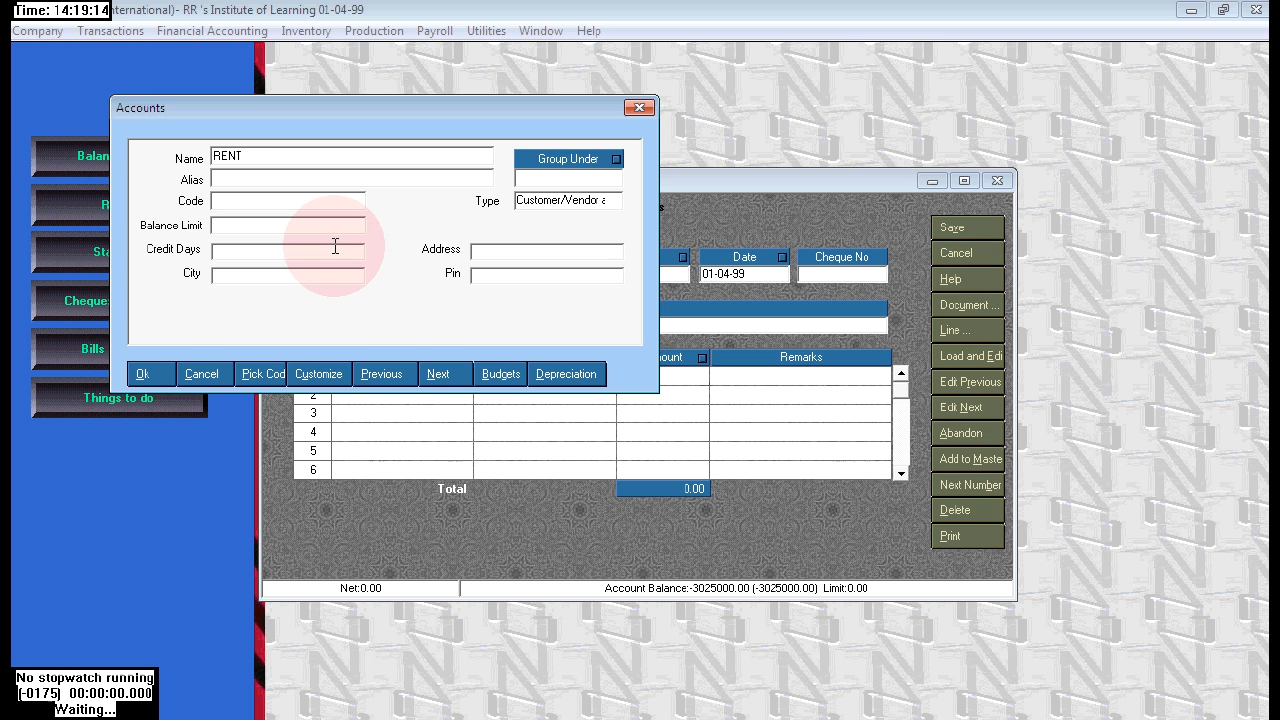 Time: 14:19:14
nternational)- RR 's Institute of Learning 01-04-99
Company Transactions Financial Accounting Inventory Production Payroll Utilities Window Help
Accounts
Name RENT Group Under
Alias
Code Type Customer/Vendor a
Balance Limit
Credit Days Address
City Pin
Ok Cancel Pick Cod Customize Previous Next Budgets Depreciation
Balan
R
Sta
Cheque
Bills
Things to do
s
Date Cheque No
01-04-99
ount Remarks
2
3
4
5
6
Total 0.00
Net:0.00 Account Balance:-3025000.00 (-3025000.00) Limit:0.00
Save
Cancel
Help
Document ...
Line ...
Load and Edi
Edit Previous
Edit Next
Abandon
Add to Maste
Next Number
Delete
Print
No stopwatch running
(-0175) 00:00:00.000
Waiting...